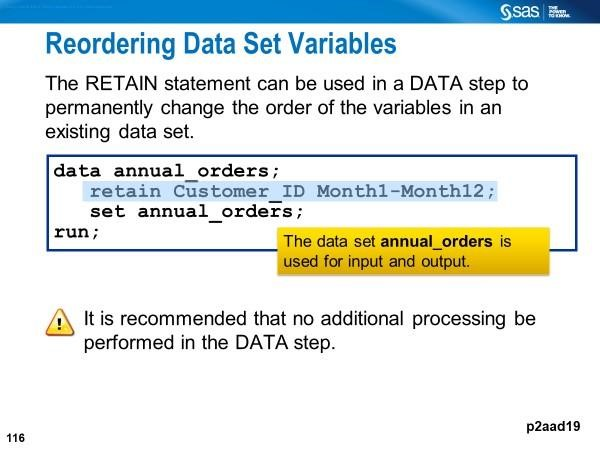 sas THE POWER TO KNOW.
Reordering Data Set Variables
The RETAIN statement can be used in a DATA step to
permanently change the order of the variables in an
existing data set.
data annual_orders;
retain Customer_ID Month1-Month12;
set annual_orders;
run;
The data set annual_orders is
used for input and output.
It is recommended that no additional processing be
performed in the DATA step.
p2aad19
116